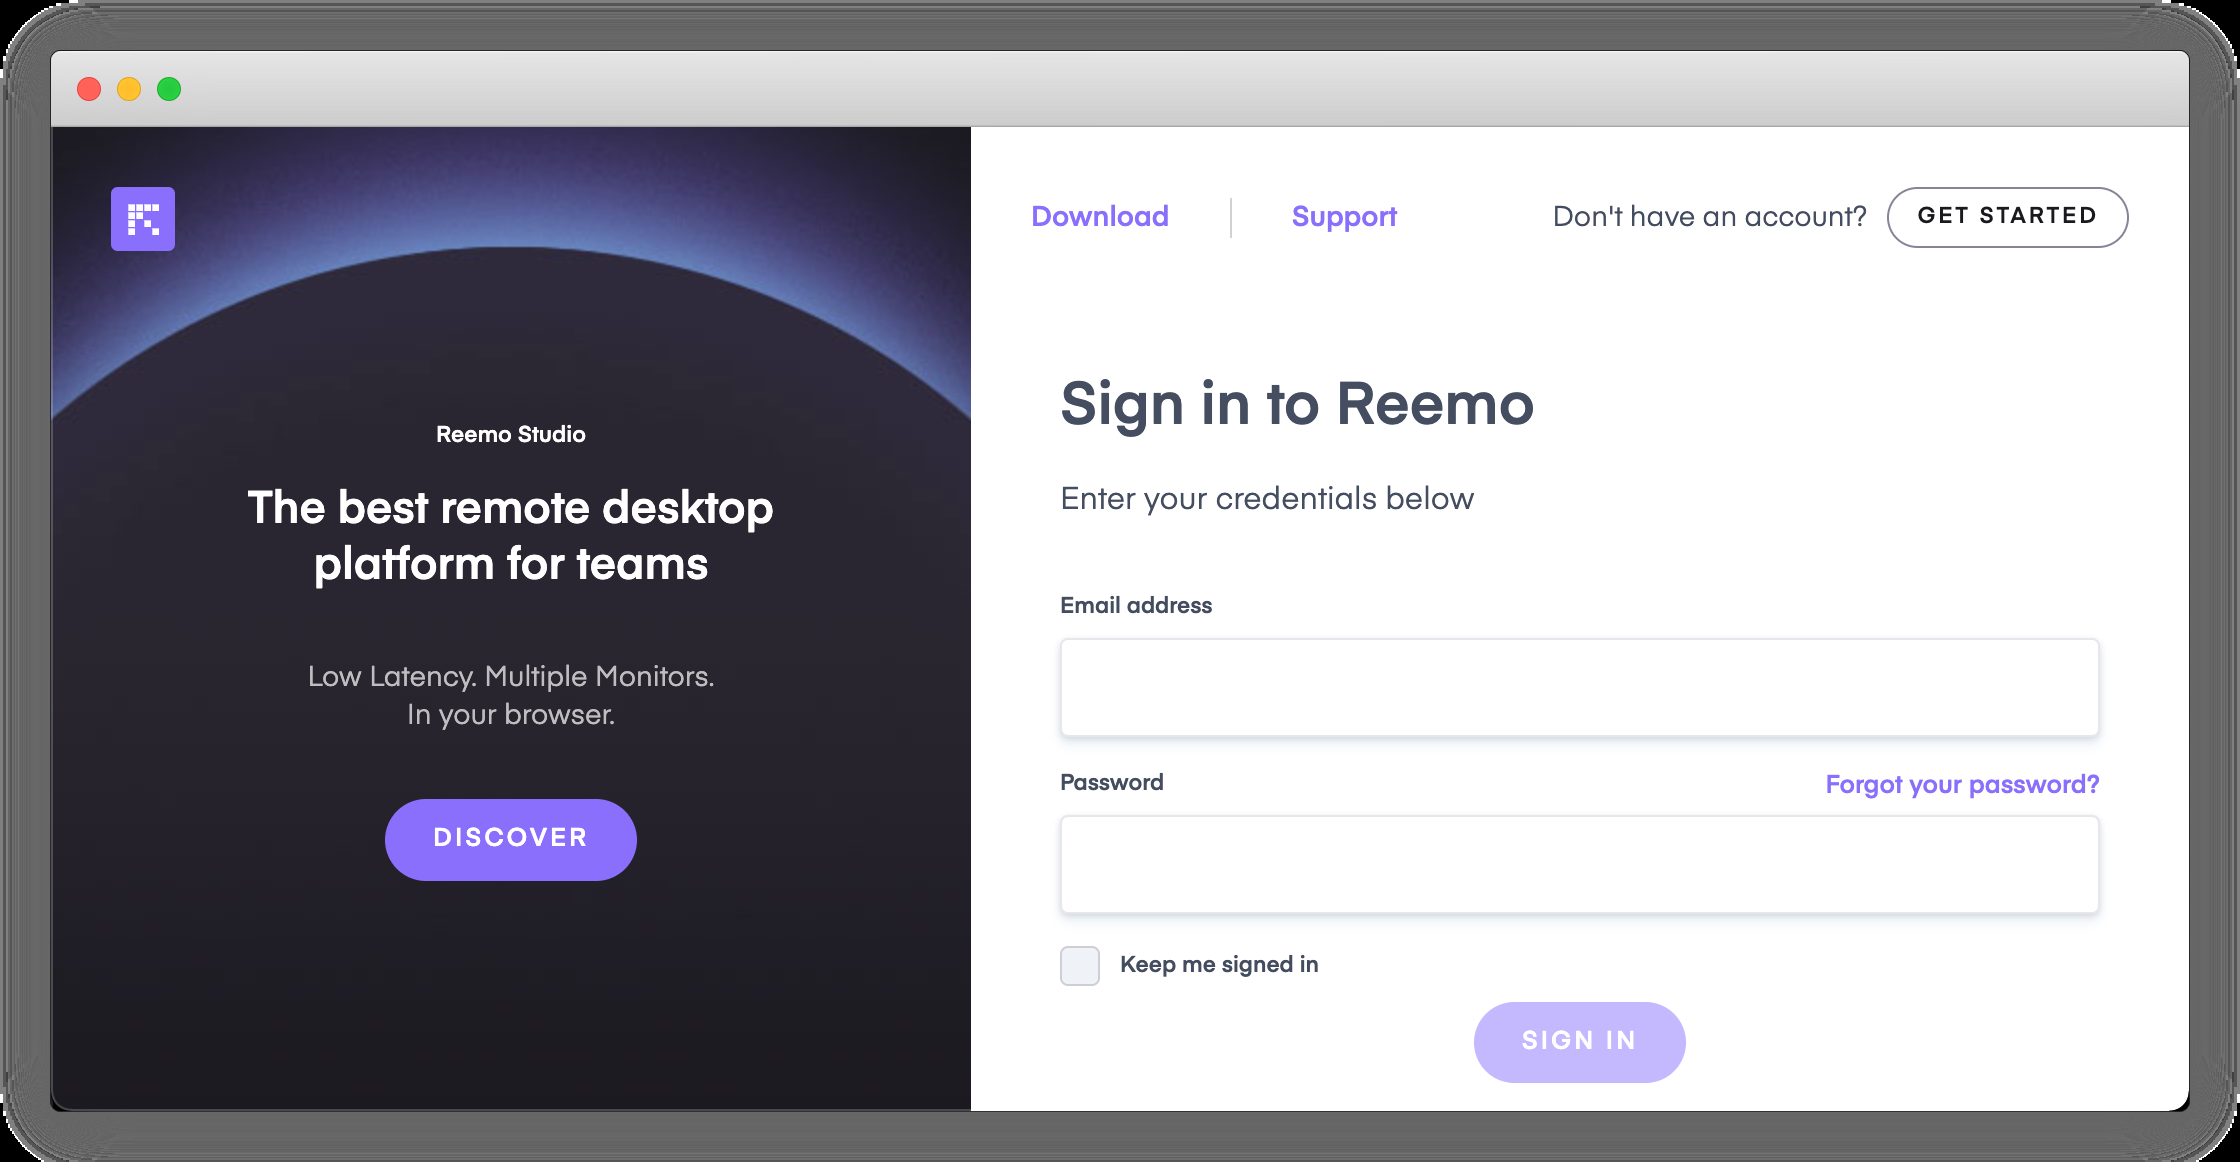 Reemo Studio
The best remote desktop
platform for teams
Low Latency. Multiple Monitors.
In your browser.
DISCOVER
Download
Support
Don't have an account?
GET STARTED
Sign in to Reemo
Enter your credentials below
Email address
Password
Forgot your password?
Keep me signed in
SIGN IN